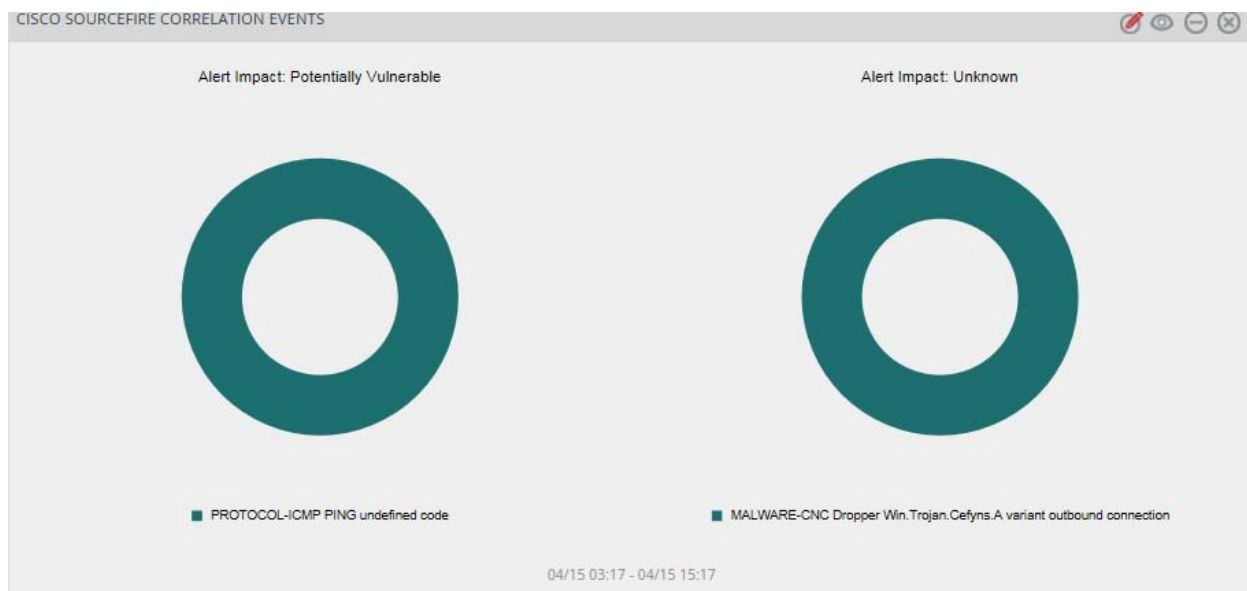 CISCO SOURCEFIRE CORRELATION EVENTS
Alert Impact: Potentially Vulnerable
Alert Impact: Unknown
PROTOCOL-ICMP PING undefined code
MALWARE-CNC Dropper Win.Trojan.Cefyns.A variant outbound connection
04/15 03:17 - 04/15 15:17